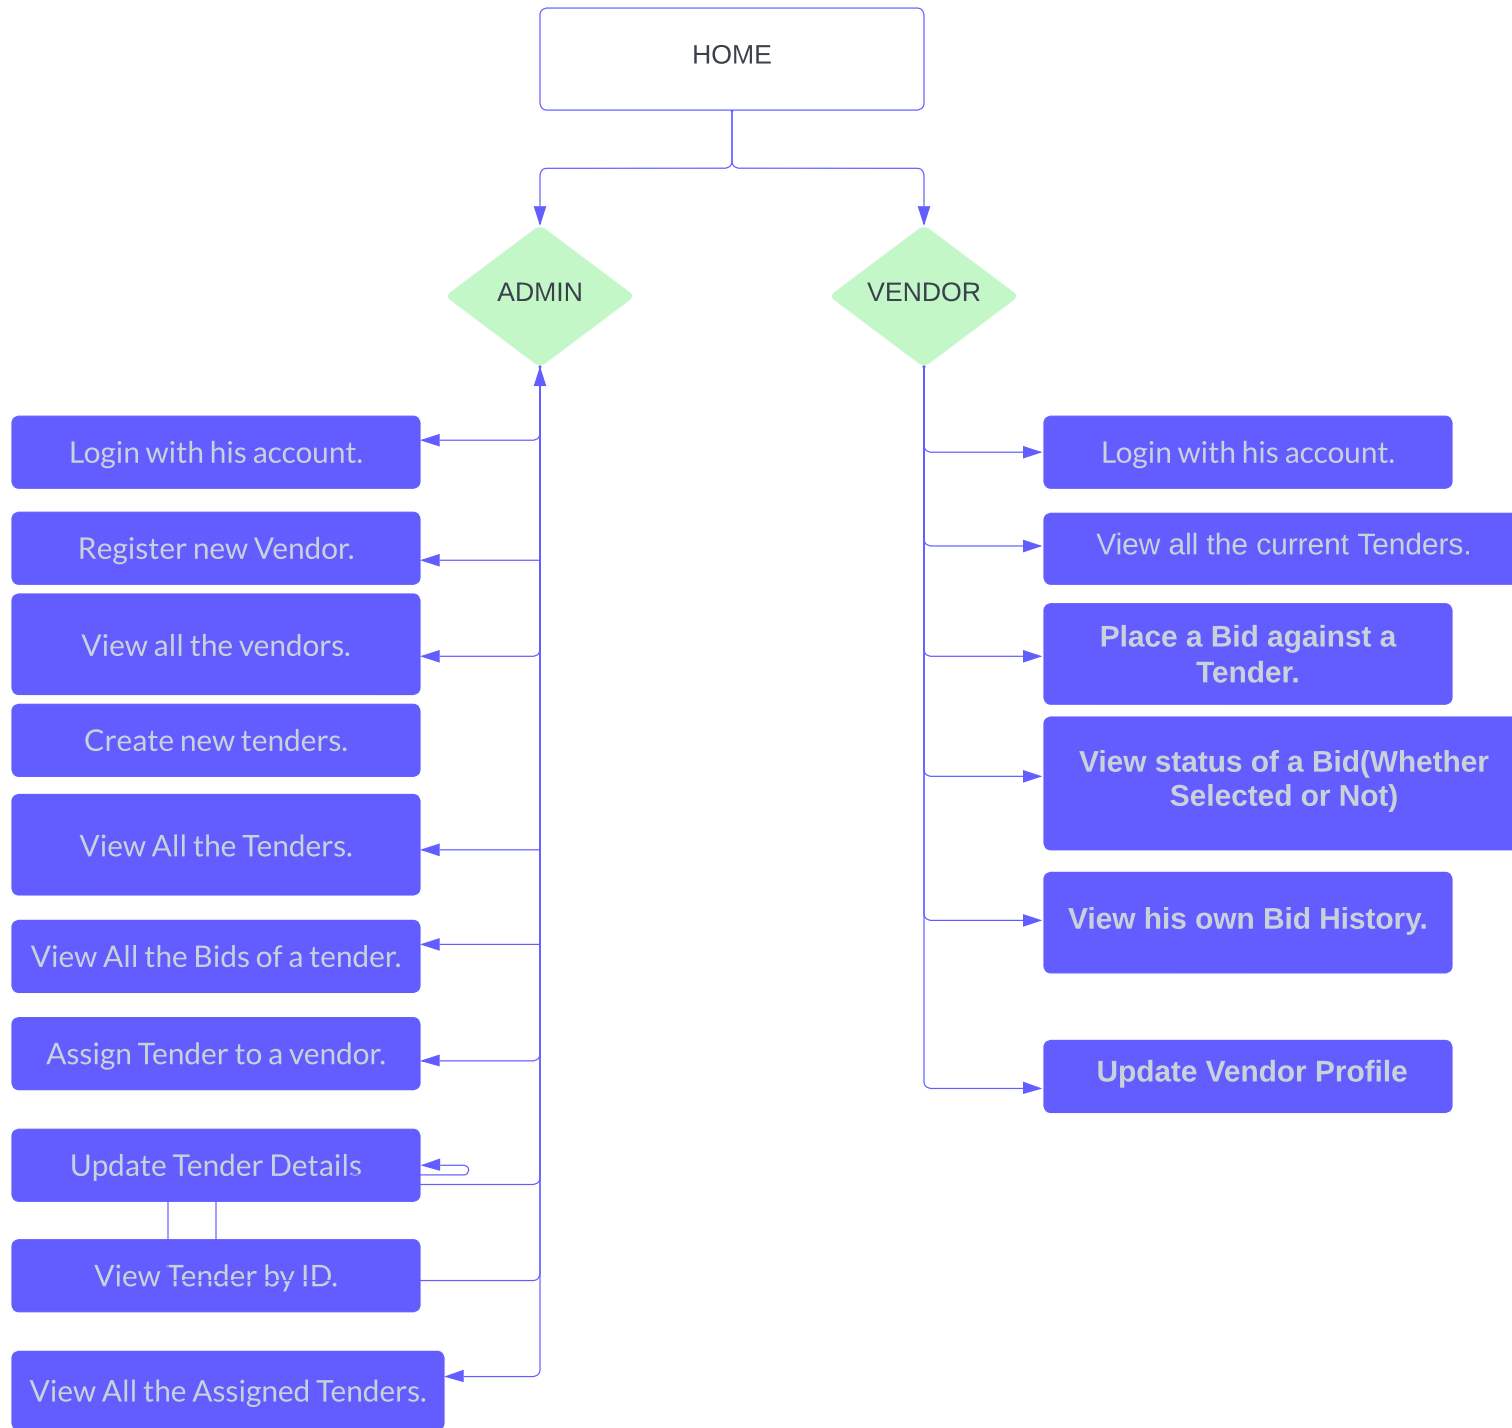 HOME
ADMIN
VENDOR
Login with his account.
Register new Vendor.
View all the vendors.
Create new tenders.
View All the Tenders.
View All the Bids of a tender.
Assign Tender to a vendor.
Update Tender Details
View Tender by ID.
View All the Assigned Tenders.
Login with his account.
View all the current Tenders.
Place a Bid against a
Tender.
View status of a Bid(Whether
Selected or Not)
View his own Bid History.
Update Vendor Profile